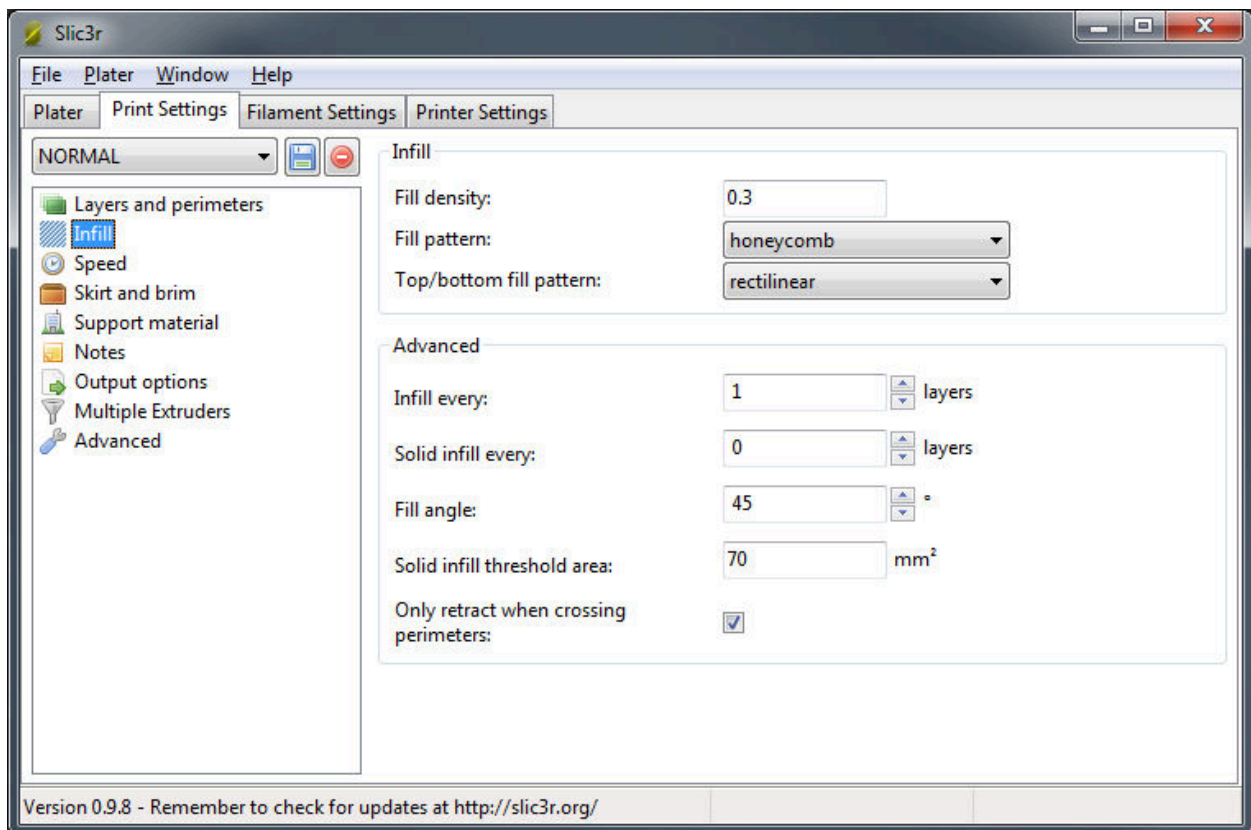 Slic3r
File Plater Window Help
Plater Print Settings Filament Settings Printer Settings
NORMAL
Layers and perimeters
Infill
Speed
Skirt and brim
Support material
Notes
Output options
Multiple Extruders
Advanced
Infill
Fill density: 0.3
Fill pattern: honeycomb
Top/bottom fill pattern: rectilinear
Advanced
Infill every: 1 layers
Solid infill every: 0 layers
Fill angle: 45 °
Solid infill threshold area: 70 mm²
Only retract when crossing
perimeters:
Version 0.9.8 - Remember to check for updates at http://slic3r.org/